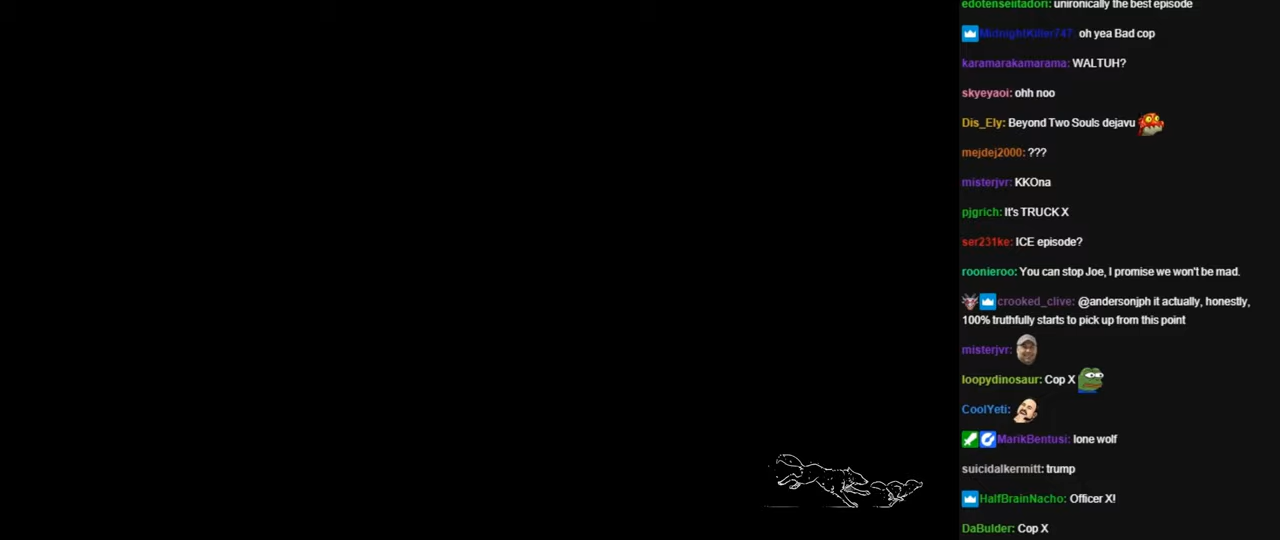 edotenseiitadori: unironically the best episode
MidnightKiller747: oh yea Bad cop
karamarakamarama: WALTUH?
skyeyaoi: ohh noo
Dis_Ely: Beyond Two Souls dejavu
mejdej2000: ???
misterjvr: KKOna
pjgrich: It's TRUCK X
ser231ke: ICE episode?
roonieroo: You can stop Joe, I promise we won't be mad.
crooked_clive: @andersonjph it actually, honestly,
100% truthfully starts to pick up from this point
misterjvr:
loopydinosaur: Cop X
CoolYeti:
MarikBentusi: lone wolf
suicidalkermitt: trump
HalfBrainNacho: Officer X!
DaBulder: Cop X